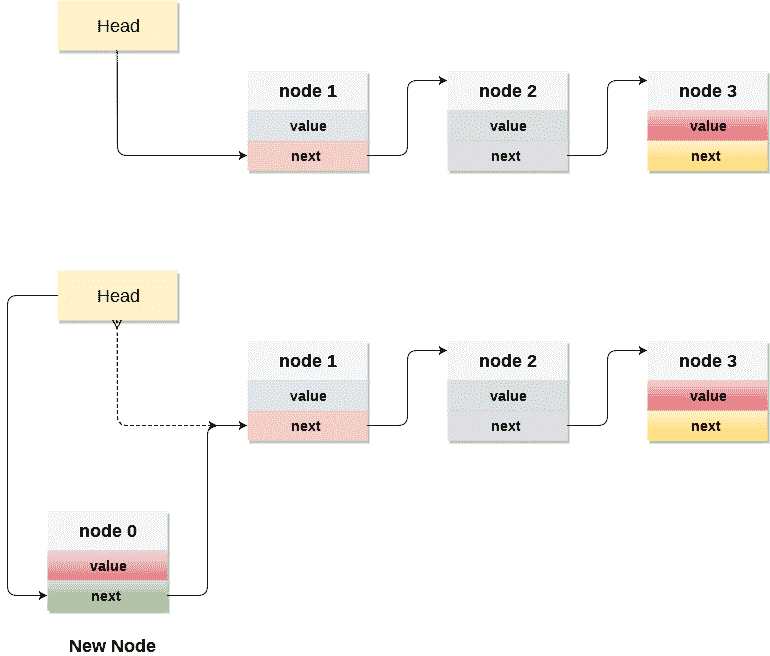 Head
node 1
value
next
node 2
value
next
node 3
value
next
Head
node 1
value
next
node 2
value
next
node 3
value
next
node 0
value
next
New Node